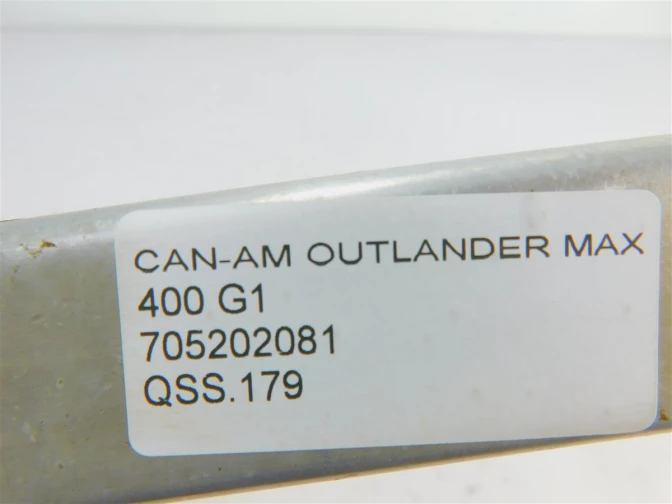 CAN-AM OUTLANDER MAX
400 G1
705202081
QSS.179